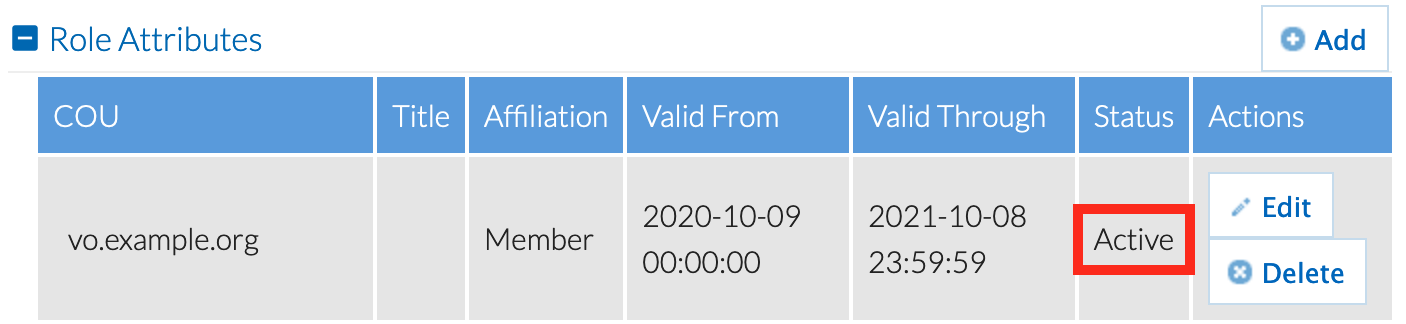 Role Attributes
Add
COU Title Affiliation Valid From Valid Through Status Actions
vo.example.org Member 2020-10-09 00:00:00 2021-10-08 23:59:59 Active Edit
Delete